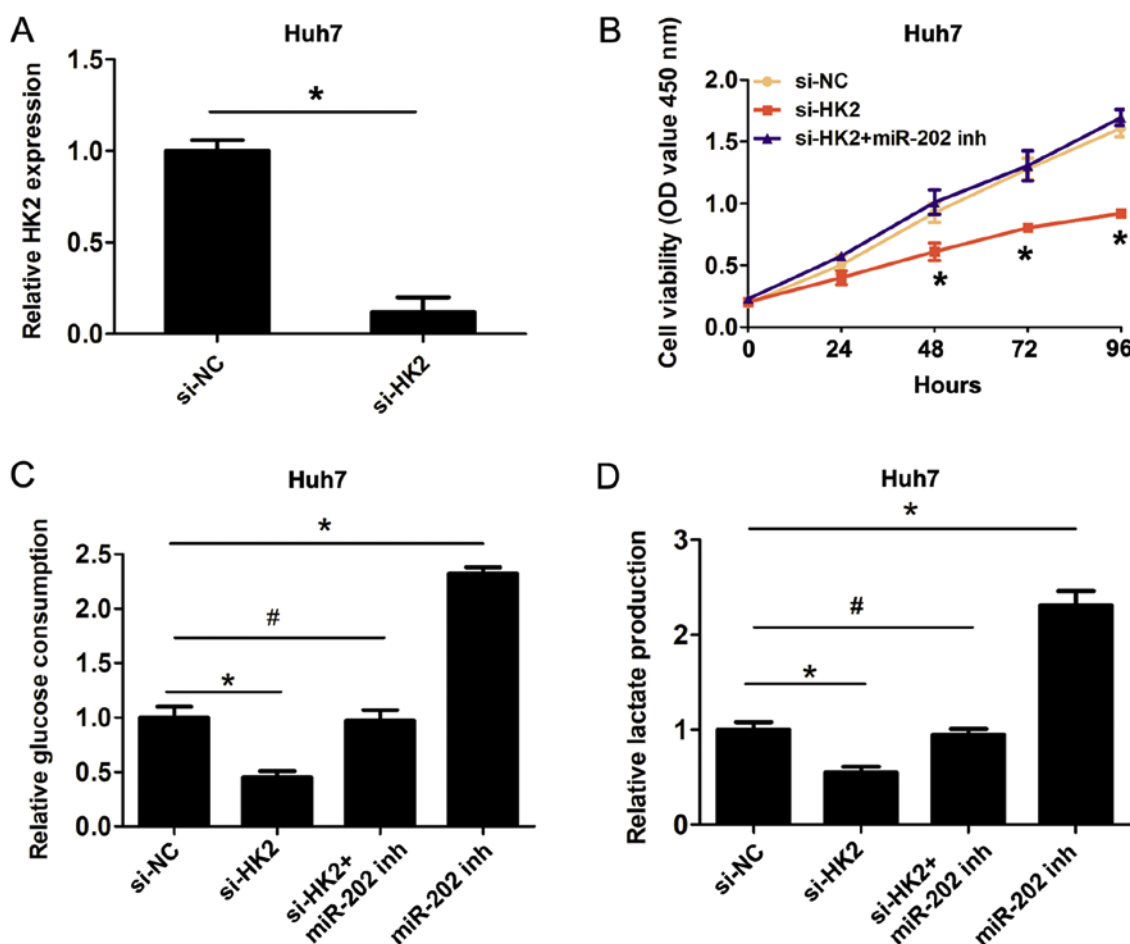 A
Huh7
Relative HK2 expression
1.5
1.0
0.5
0.0
*
si-NC
si-HK2
B
Huh7
Cell viability (OD value 450 nm)
2.0
1.5
1.0
0.5
0.0
si-NC
si-HK2
si-HK2+miR-202 inh
*
*
*
0
24
48
72
96
Hours
C
Huh7
Relative glucose consumption
2.5
2.0
1.5
1.0
0.5
0.0
*
#
*
si-NC
si-HK2
si-HK2+
miR-202 inh
miR-202 inh
D
Huh7
Relative lactate production
3
2
1
0
*
#
*
si-NC
si-HK2
si-HK2+
miR-202 inh
miR-202 inh